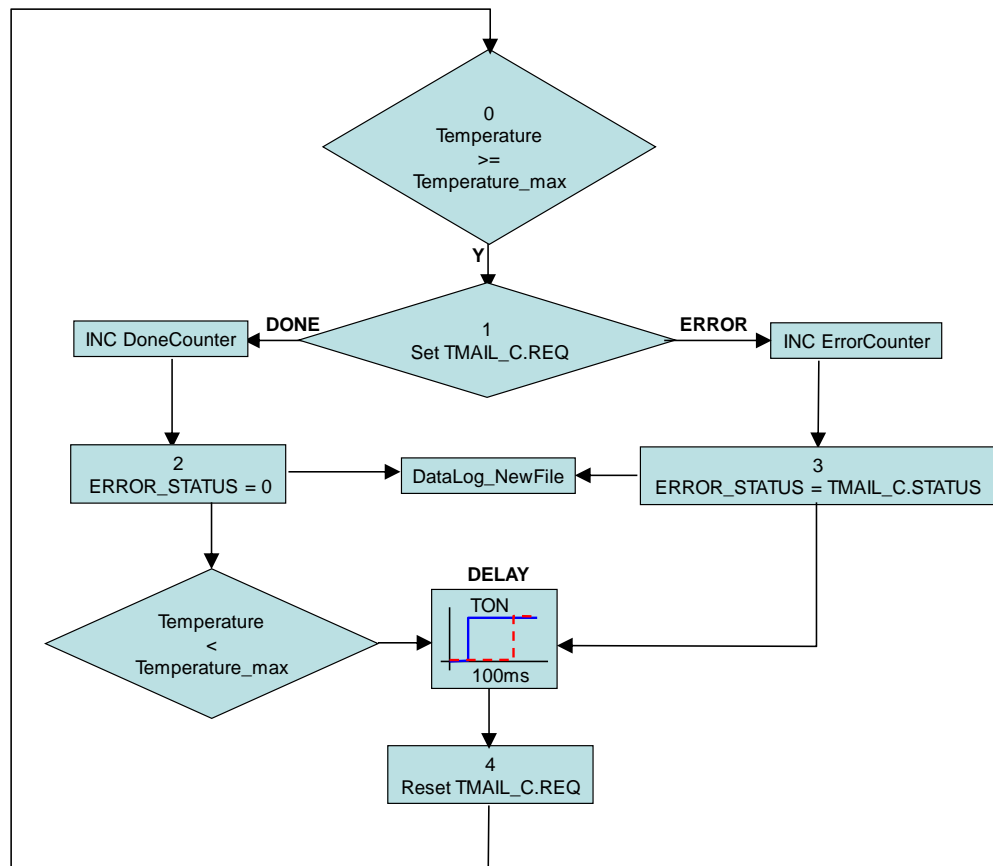 0
Temperature
>=
Temperature_max
Y
DONE
ERROR
INC DoneCounter
1
Set TMAIL_C.REQ
INC ErrorCounter
2
ERROR_STATUS = 0
DataLog_NewFile
3
ERROR_STATUS = TMAIL_C.STATUS
DELAY
Temperature
<
Temperature_max
TON
100ms
4
Reset TMAIL_C.REQ